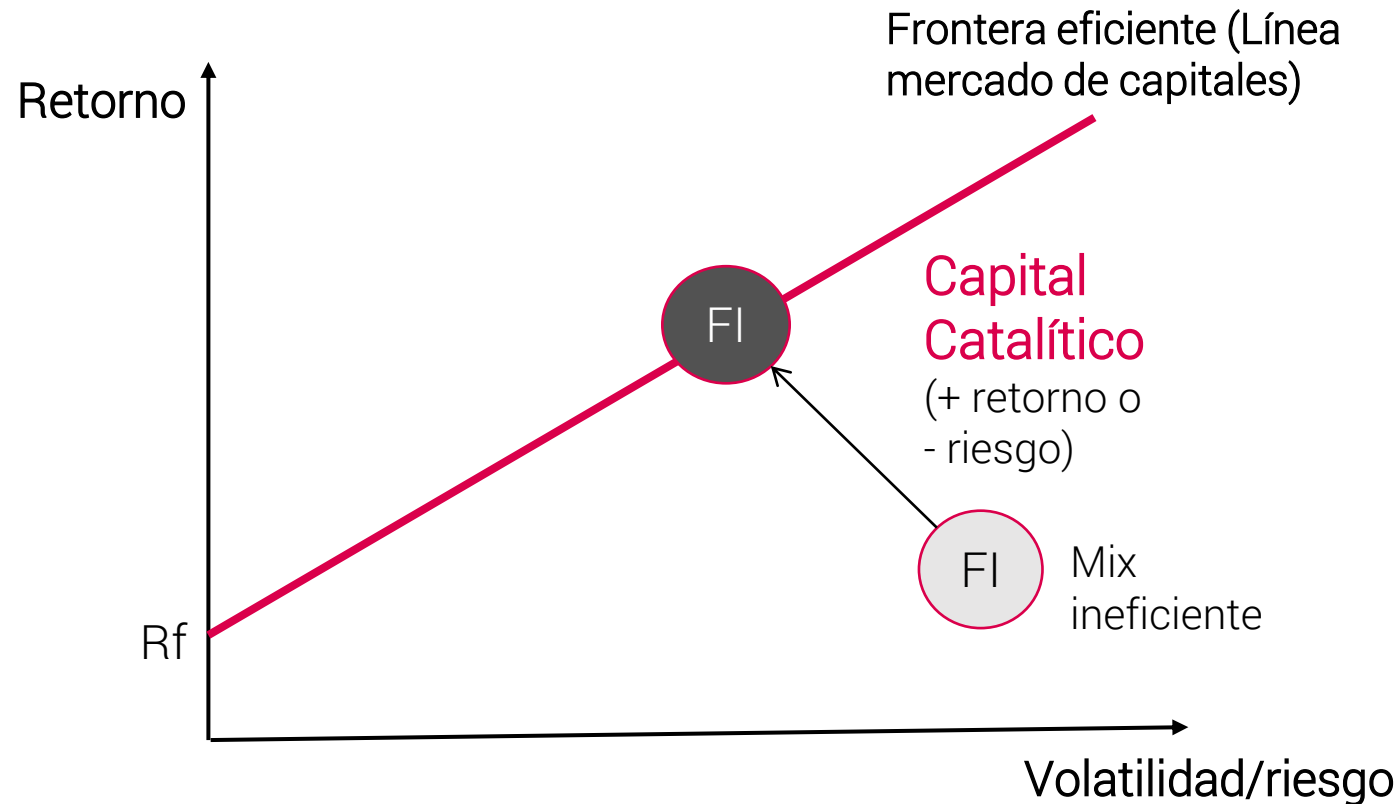 Frontera eficiente (Línea
mercado de capitales)
Retorno
Capital
Catalítico
(+ retorno o
- riesgo)
FI
FI
Mix
ineficiente
Rf
Volatilidad/riesgo